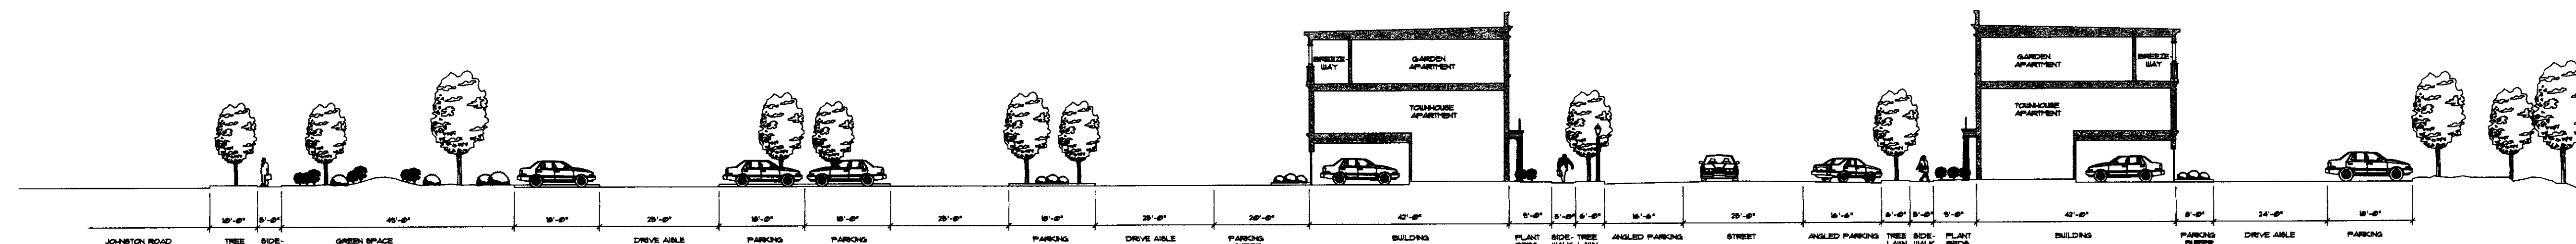 BREEZE-
WAY
GARDEN
APARTMENT
TOWNHOUSE
APARTMENT
GARDEN
APARTMENT
BREEZE-
WAY
TOWNHOUSE
APARTMENT
10'-0" 5'-0" 49'-0" 18'-0" 25'-0" 18'-0" 18'-0" 25'-0" 18'-0" 25'-0" 20'-0" 42'-0" 9'-0" 5'-0" 6'-0" 16'-6" 25'-0" 16'-6" 6'-0" 5'-0" 9'-0" 42'-0" 8'-0" 24'-0" 18'-0"
JOHNSTON ROAD TREE SIDE- GREEN SPACE DRIVE AISLE PARKING PARKING PARKING DRIVE AISLE PARKING BUILDING PLANT SIDE- TREE ANGLED PARKING STREET ANGLED PARKING TREE SIDE- PLANT BUILDING PARKING DRIVE AISLE PARKING